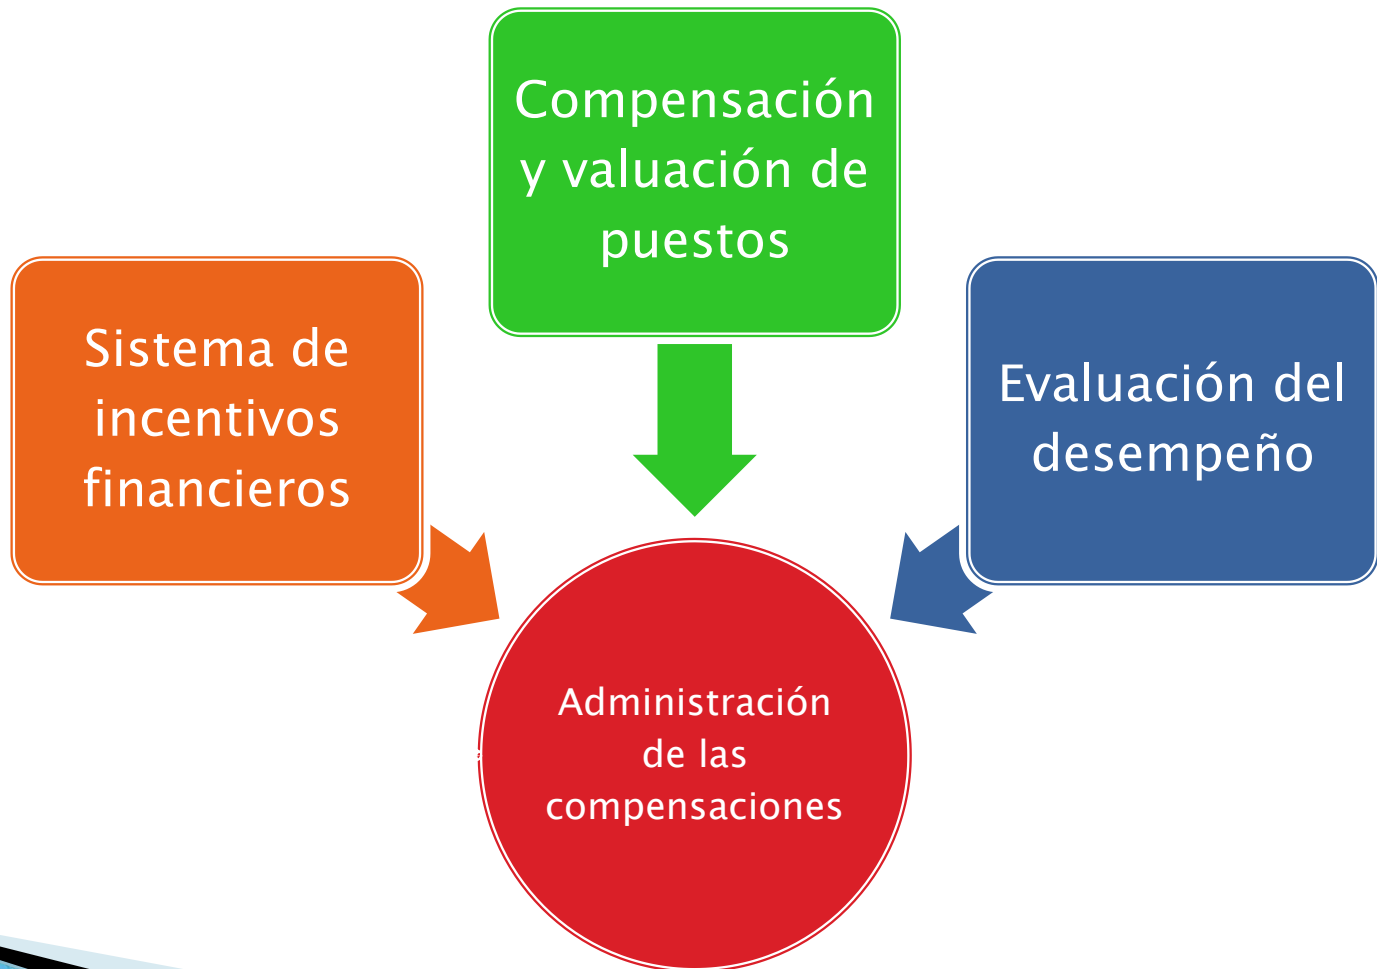 Compensación
y valuación de
puestos
Sistema de
incentivos
financieros
Evaluación del
desempeño
Administración
de las
compensaciones